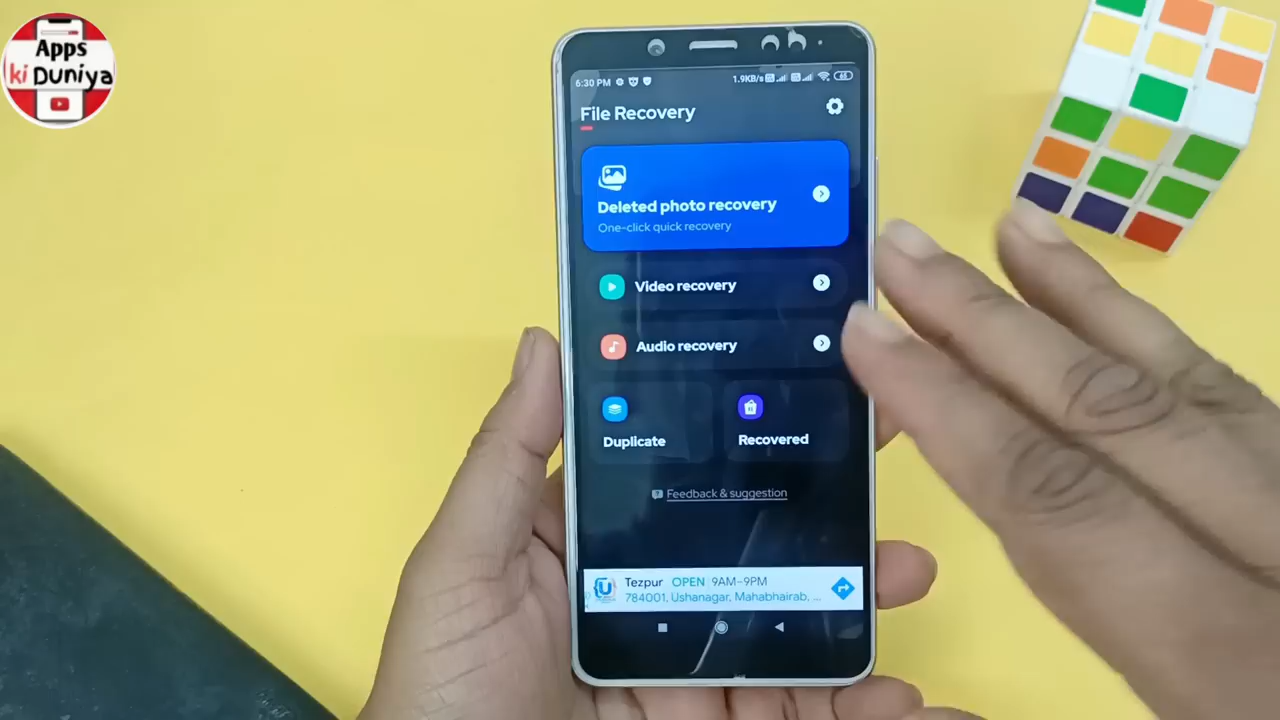 Apps
ki Duniya
6:30 PM
1.9KB/s
File Recovery
Deleted photo recovery
One-click quick recovery
Video recovery
Audio recovery
Duplicate
Recovered
Feedback & suggestion
Tezpur OPEN 9AM–9PM
784001, Ushanagar, Mahabhairab, ...